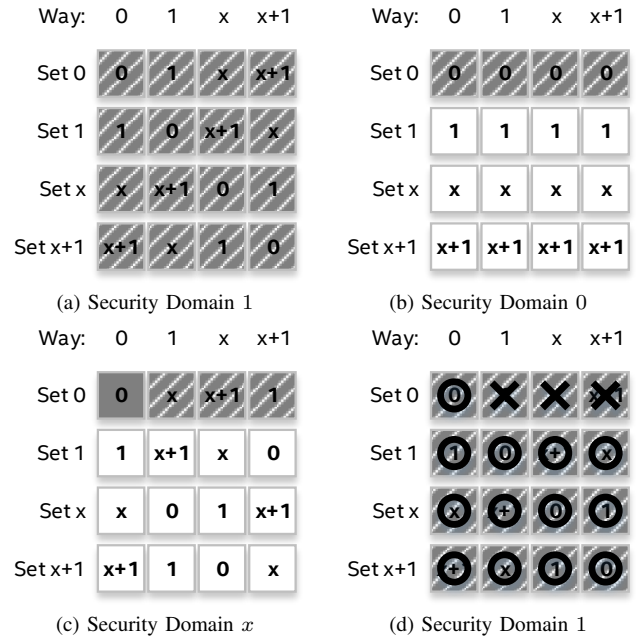 Way: 0 1 x x+1
Set 0 0 1 x x+1
Set 1 1 0 x+1 x
Set x x x+1 0 1
Set x+1 x+1 x 1 0
(a) Security Domain 1
Way: 0 1 x x+1
Set 0 0 0 0 0
Set 1 1 1 1 1
Set x x x x x
Set x+1 x+1 x+1 x+1 x+1
(b) Security Domain 0
Way: 0 1 x x+1
Set 0 0 x x+1 1
Set 1 1 x+1 x 0
Set x x 0 1 x+1
Set x+1 x+1 1 0 x
(c) Security Domain x
Way: 0 1 x x+1
Set 0 0
Set 1 1 0 x
Set x x 0 1
Set x+1 x 1 0
(d) Security Domain 1